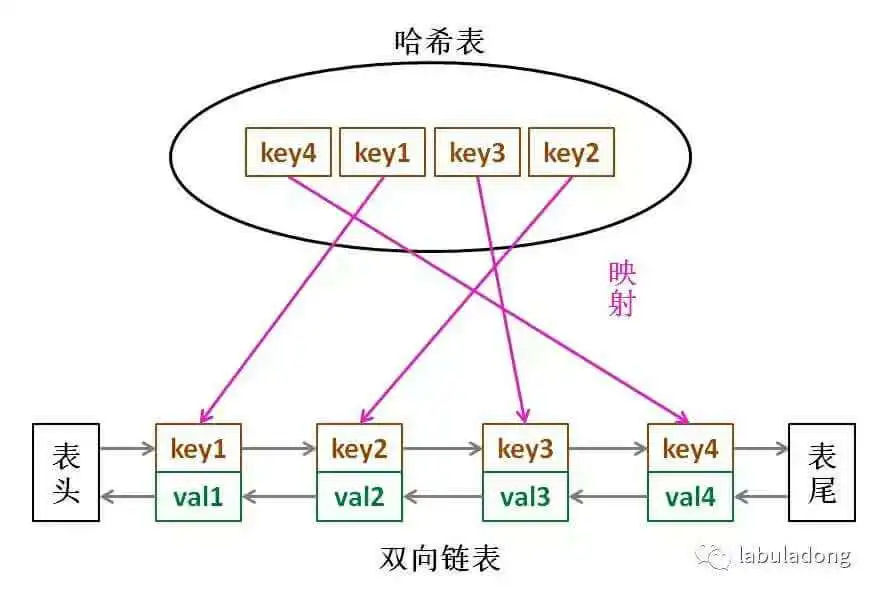 哈希表
key4 key1 key3 key2
映射
表头 key1 key2 key3 key4 表尾
val1 val2 val3 val4
双向链表
labuladong